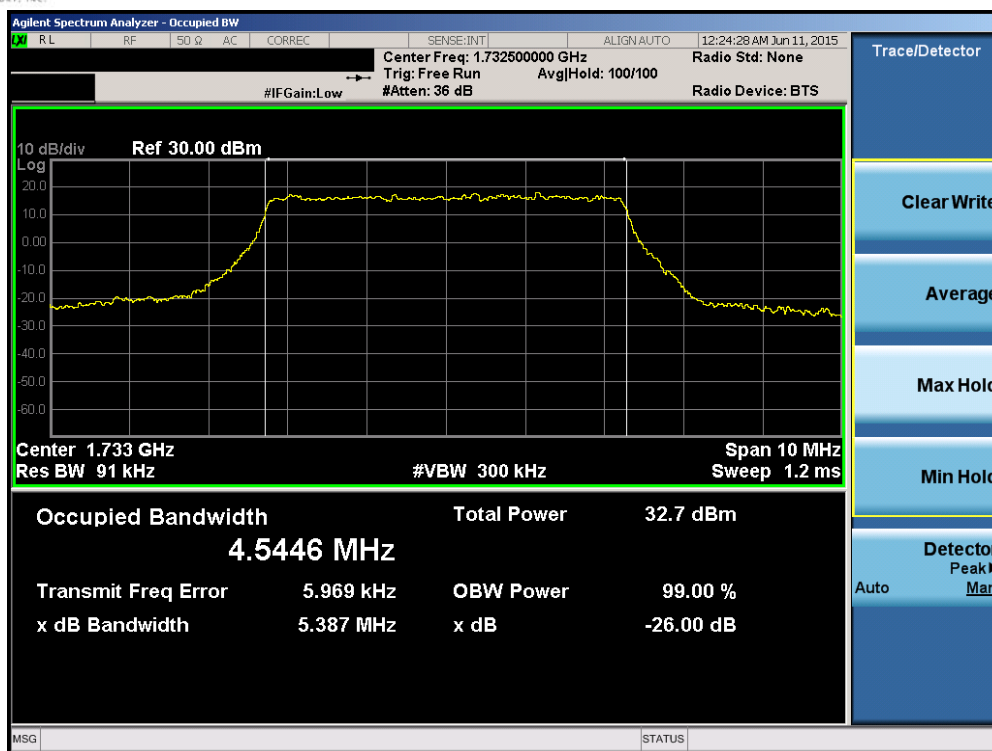 Agilent Spectrum Analyzer - Occupied BW
LXI RL RF 50 Ω AC CORREC SENSE:INT ALIGN AUTO 12:24:28 AM Jun 11, 2015
Center Freq: 1.732500000 GHz Radio Std: None
Trig: Free Run Avg|Hold: 100/100
#IFGain:Low #Atten: 36 dB Radio Device: BTS
Trace/Detector
10 dB/div Ref 30.00 dBm
Log
20.0
10.0
0.00
-10.0
-20.0
-30.0
-40.0
-50.0
-60.0
Center 1.733 GHz Span 10 MHz
Res BW 91 kHz #VBW 300 kHz Sweep 1.2 ms
Occupied Bandwidth Total Power 32.7 dBm
4.5446 MHz
Transmit Freq Error 5.969 kHz OBW Power 99.00 %
x dB Bandwidth 5.387 MHz x dB -26.00 dB
Clear Write
Average
Max Hold
Min Hold
Detector
Peak
Auto Man
MSG STATUS